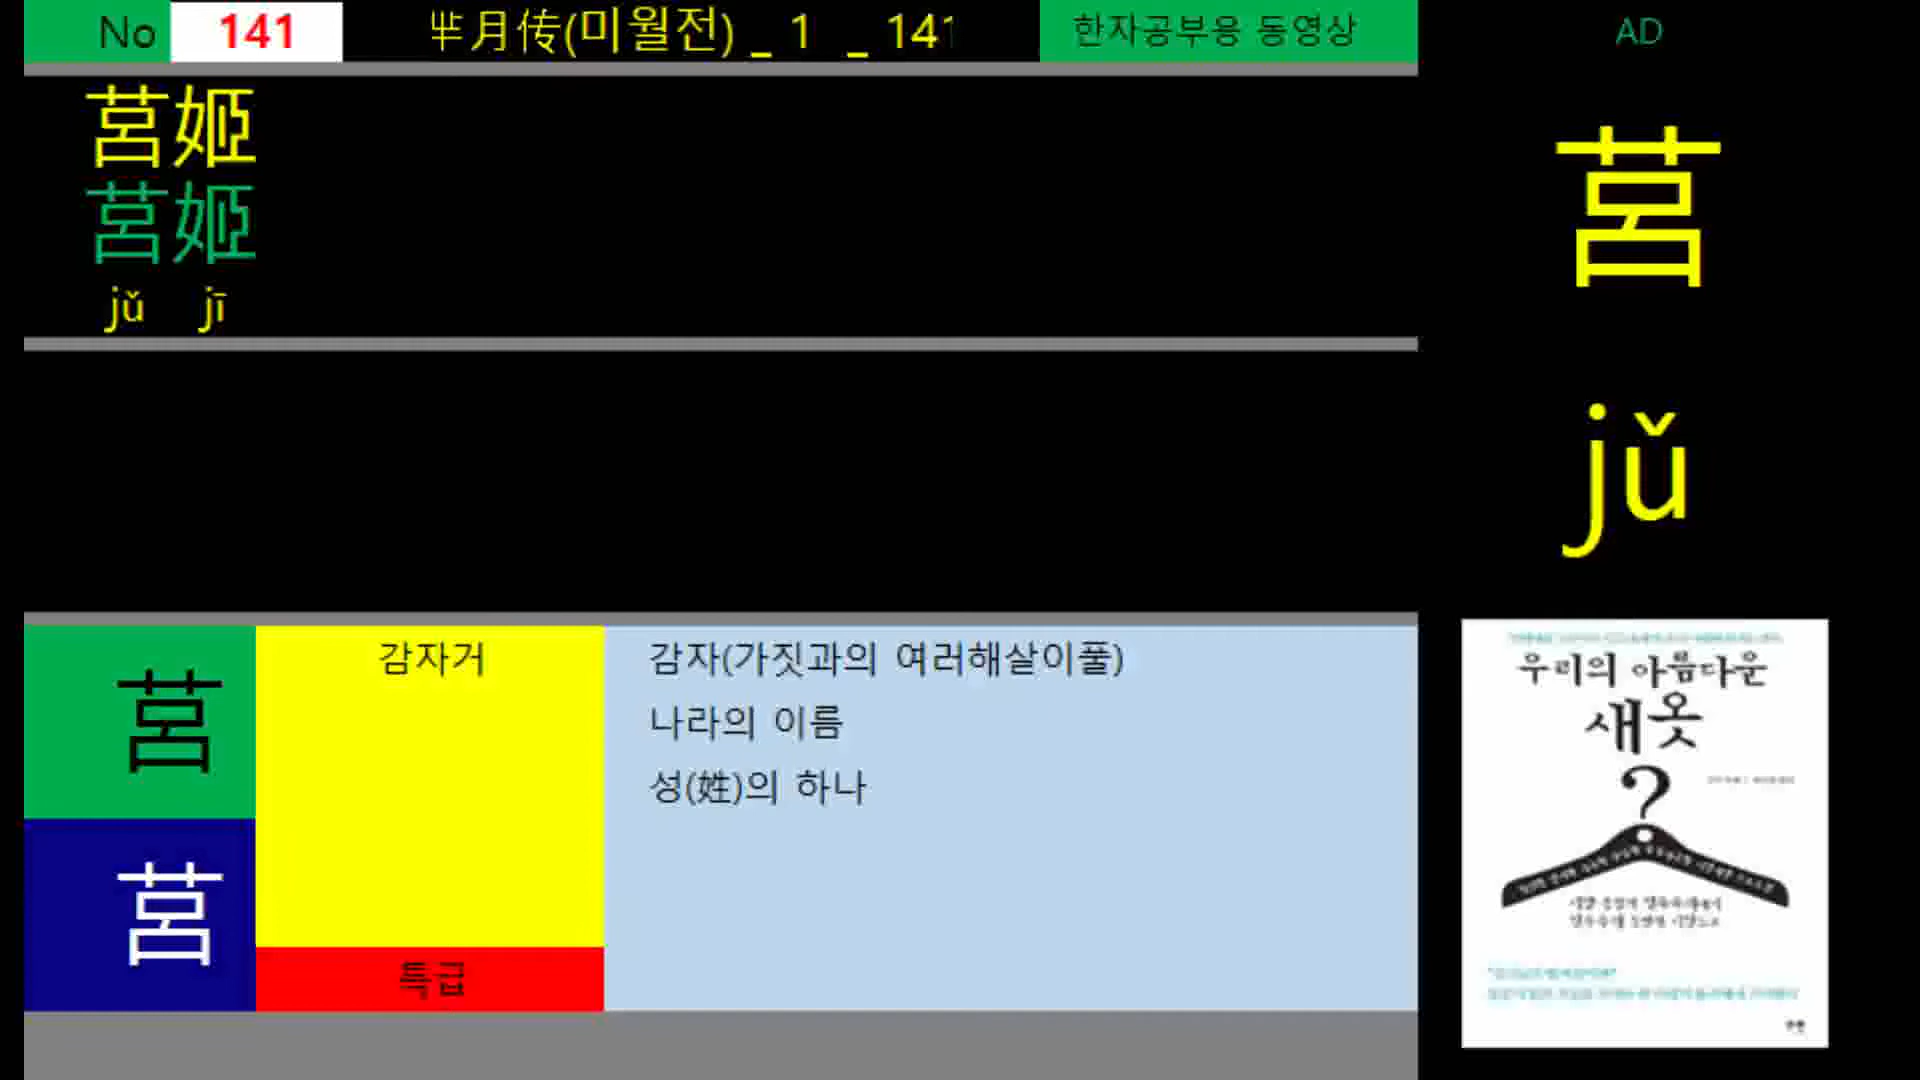 No 141 芈月传(미월전) _ 1 _ 141 한자공부용 동영상 AD
莒姬
莒姬
jǔ jī
莒
jǔ
莒 감자거 감자(가짓과의 여러해살이풀)
나라의 이름
성(姓)의 하나
莒
특급
우리의 아름다운
새옷
?